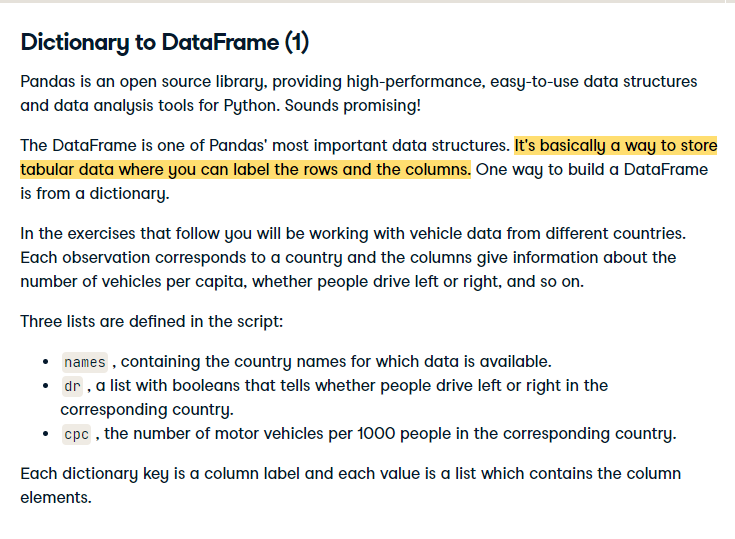 Dictionary to DataFrame (1)
Pandas is an open source library, providing high-performance, easy-to-use data structures
and data analysis tools for Python. Sounds promising!
The DataFrame is one of Pandas' most important data structures. It's basically a way to store
tabular data where you can label the rows and the columns. One way to build a DataFrame
is from a dictionary.
In the exercises that follow you will be working with vehicle data from different countries.
Each observation corresponds to a country and the columns give information about the
number of vehicles per capita, whether people drive left or right, and so on.
Three lists are defined in the script:
• names , containing the country names for which data is available.
• dr , a list with booleans that tells whether people drive left or right in the
corresponding country.
• cpc , the number of motor vehicles per 1000 people in the corresponding country.
Each dictionary key is a column label and each value is a list which contains the column
elements.